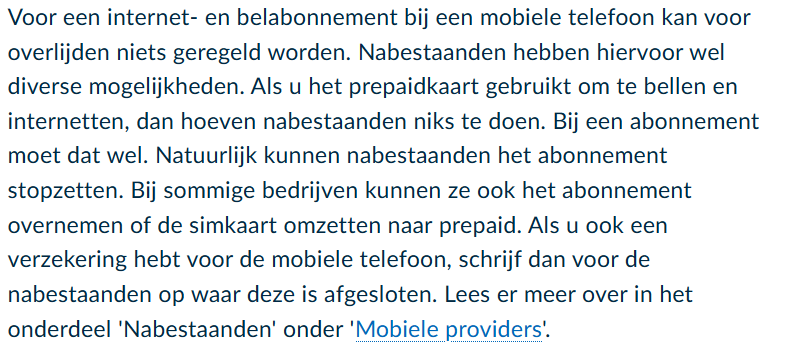 Voor een internet- en belabonnement bij een mobiele telefoon kan voor
overlijden niets geregeld worden. Nabestaanden hebben hiervoor wel
diverse mogelijkheden. Als u het prepaidkaart gebruikt om te bellen en
internetten, dan hoeven nabestaanden niks te doen. Bij een abonnement
moet dat wel. Natuurlijk kunnen nabestaanden het abonnement
stopzetten. Bij sommige bedrijven kunnen ze ook het abonnement
overnemen of de simkaart omzetten naar prepaid. Als u ook een
verzekering hebt voor de mobiele telefoon, schrijf dan voor de
nabestaanden op waar deze is afgesloten. Lees er meer over in het
onderdeel 'Nabestaanden' onder 'Mobiele providers'.